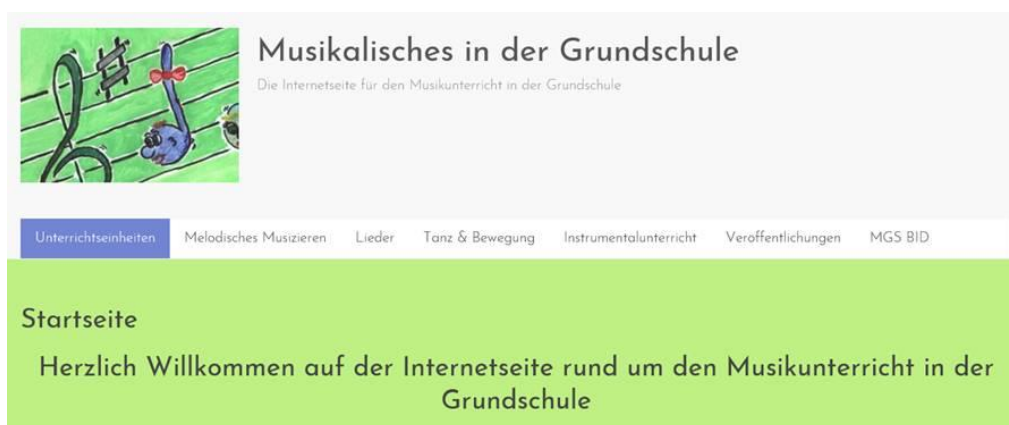 Musikalisches in der Grundschule
Die Internetseite für den Musikunterricht in der Grundschule
Unterrichtseinheiten Melodisches Musizieren Lieder Tanz & Bewegung Instrumentalunterricht Veröffentlichungen MGS BID
Startseite
Herzlich Willkommen auf der Internetseite rund um den Musikunterricht in der
Grundschule